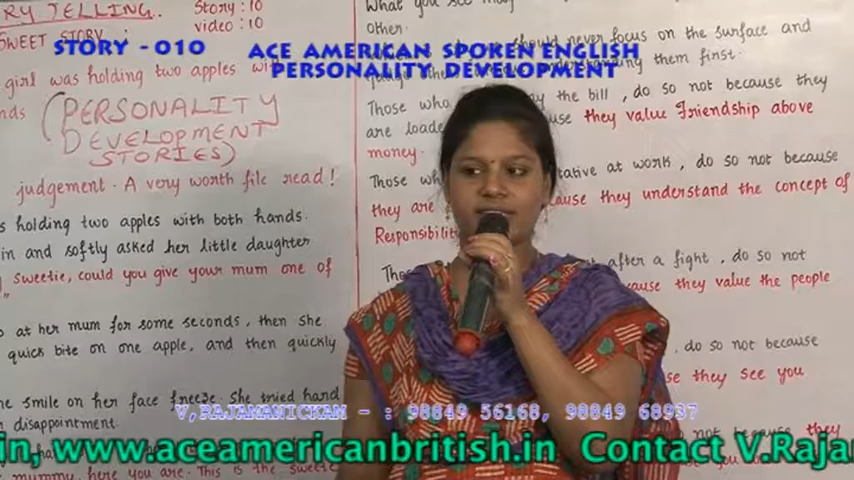 RY TELLING.
Story : 10
video : 10
SWEET STORY :
STORY - 010
ACE AMERICAN SPOKEN ENGLISH
PERSONALITY DEVELOPMENT
girl was holding two apples
(PERSONALITY
DEVELOPMENT
STORIES)
judgement. A very worth file read!
s holding two apples with both hands.
in and softly asked her little daughter
sweetie, could you give your mum one of
at her mum for some seconds, then she
quick bite on one apple, and then quickly
smile on her face freeze. She tried hard
disappointment.
mummy, here you are. This is the sweete
What you see may
other.
should never focus on the surface and
understanding them first.
Those who
the bill, do so not because they
are loade
they value Friendship above
money.
Those
at work, do so not because
they are
they understand the concept of
Responsibili
after a fight, do so not
because they value the people
, do so not because
they see you
not because they
V.RAJAMANICKAM - : 98849 56168, 98849 68937
in, www.aceamericanbritish.in Contact V.Raja